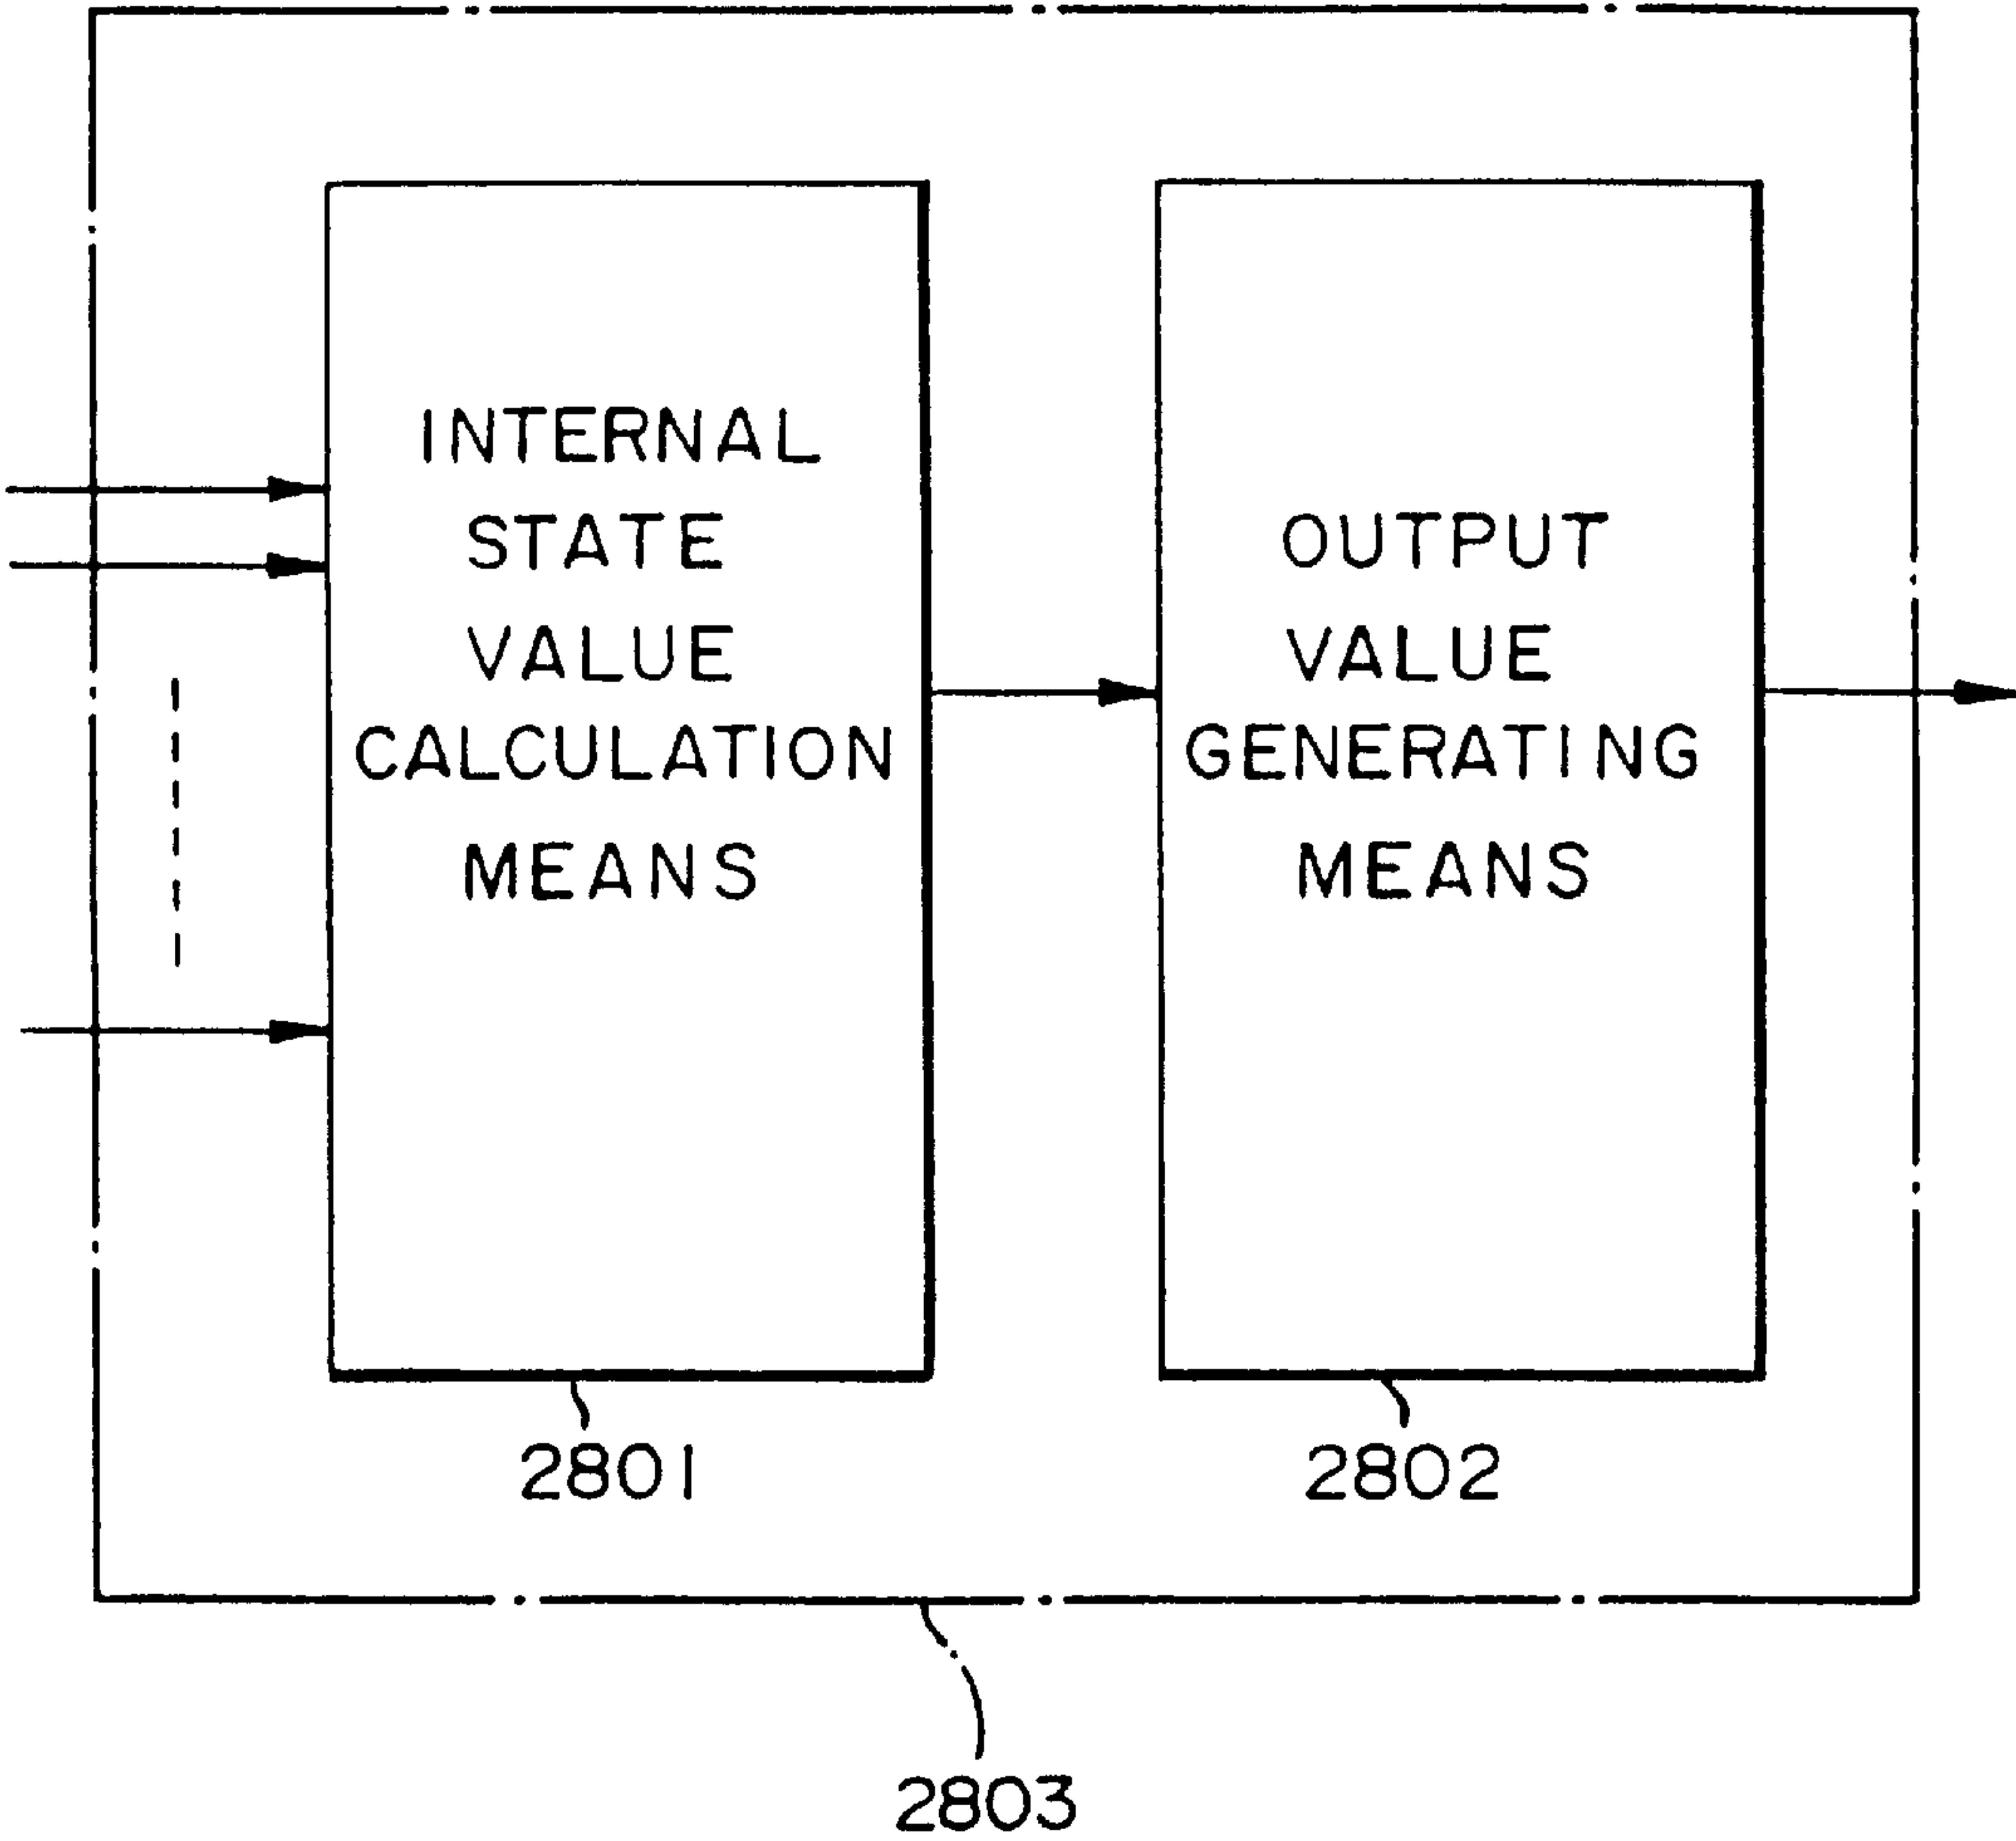 INTERNAL
STATE
VALUE
CALCULATION
MEANS
OUTPUT
VALUE
GENERATING
MEANS
2801
2802
2803